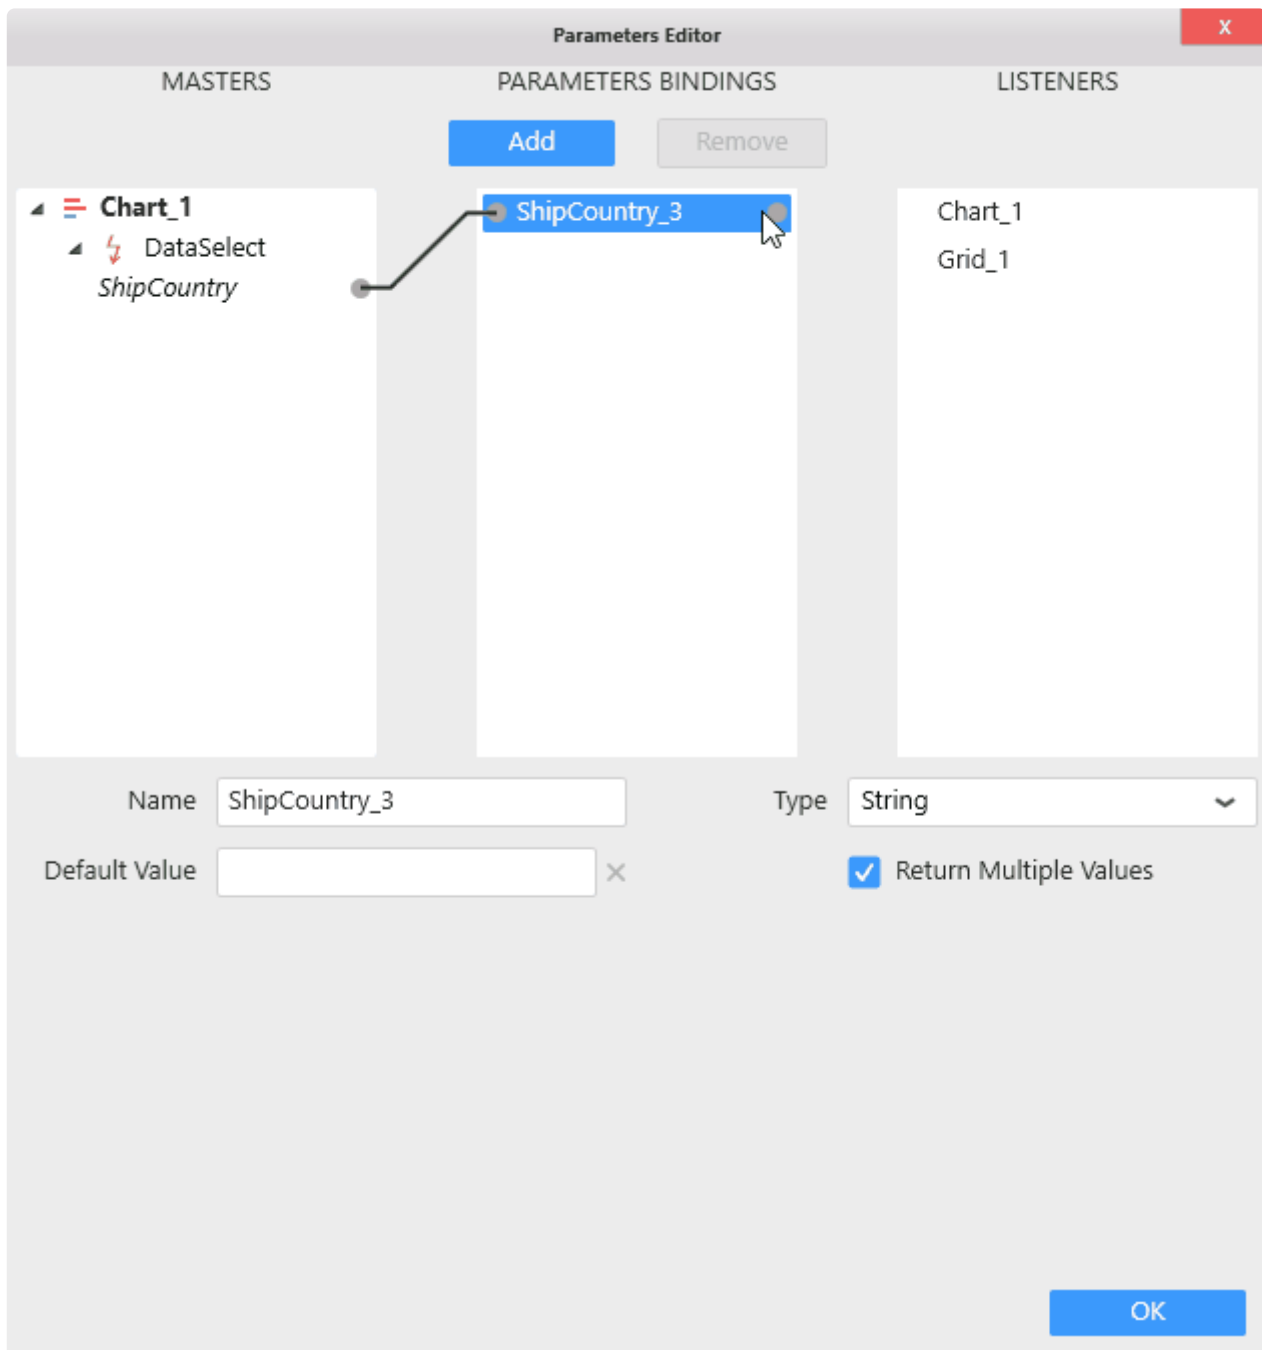 Parameters Editor
X
MASTERS
PARAMETERS BINDINGS
LISTENERS
Add
Remove
Chart_1
DataSelect
ShipCountry
ShipCountry_3
Chart_1
Grid_1
Name
ShipCountry_3
Type
String
Default Value
Return Multiple Values
OK